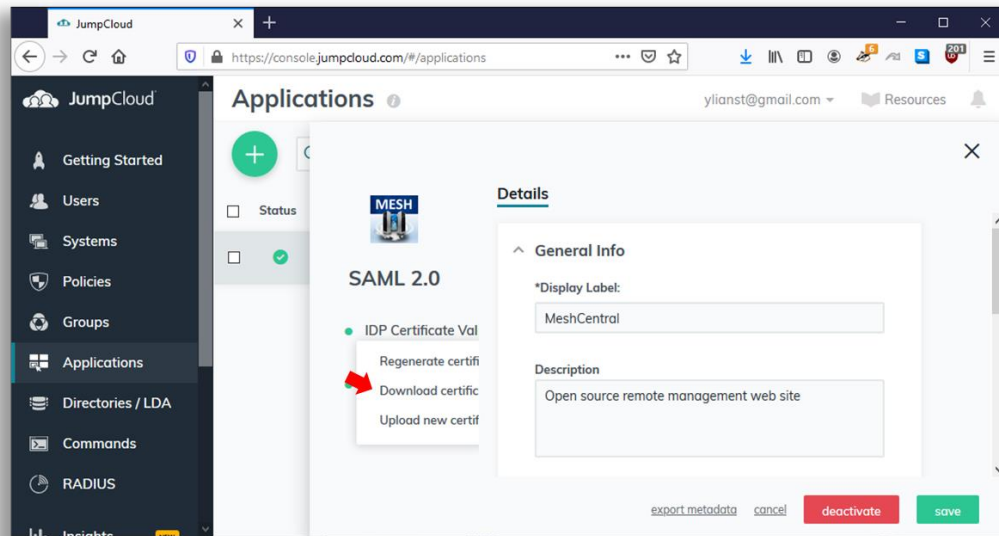 JumpCloud
https://console.jumpcloud.com/#/applications
6
S
201
JumpCloud
Applications
ylianst@gmail.com
Resources
Getting Started
Users
Systems
Policies
Groups
Applications
Directories / LDA
Commands
RADIUS
Insights
NEW
Status
MESH
SAML 2.0
IDP Certificate Val
Regenerate certifi
Download certific
Upload new certif
Details
General Info
*Display Label:
MeshCentral
Description
Open source remote management web site
export metadata
cancel
deactivate
save